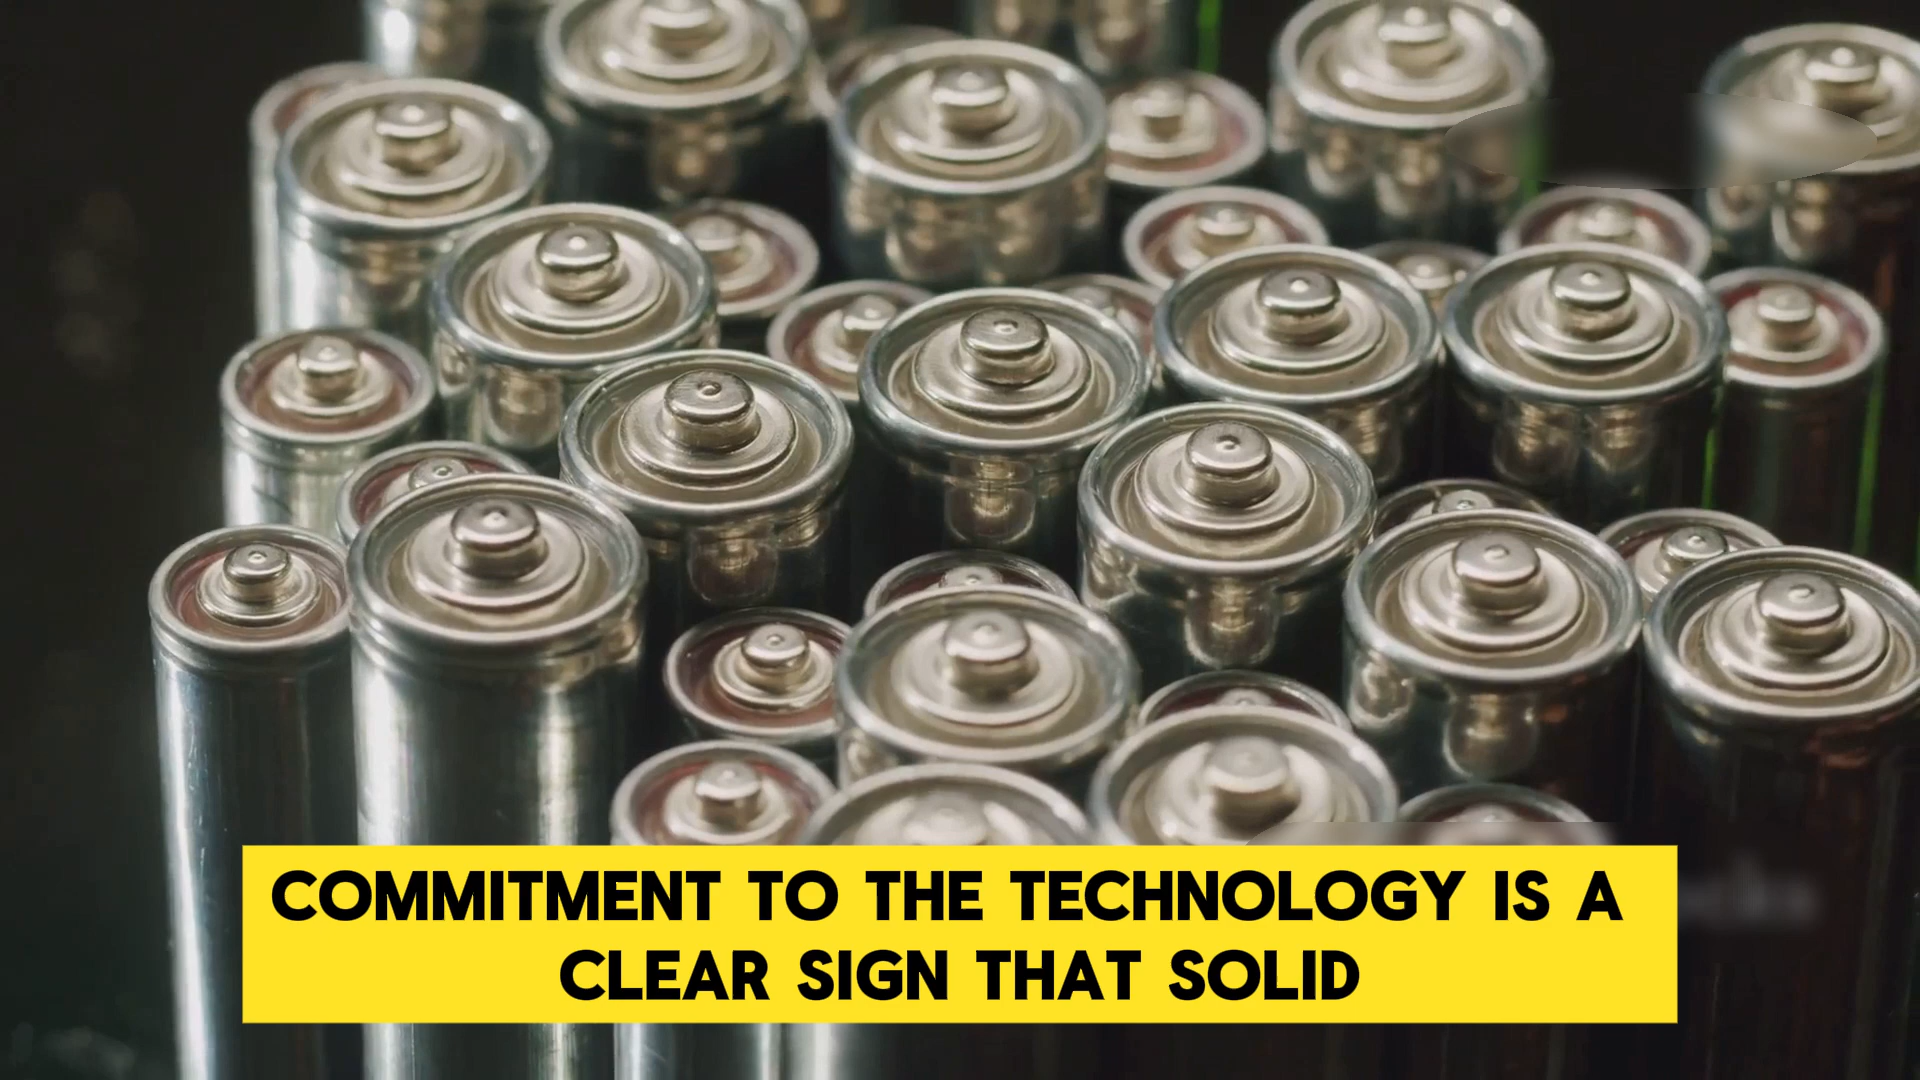 COMMITMENT TO THE TECHNOLOGY IS A
CLEAR SIGN THAT SOLID